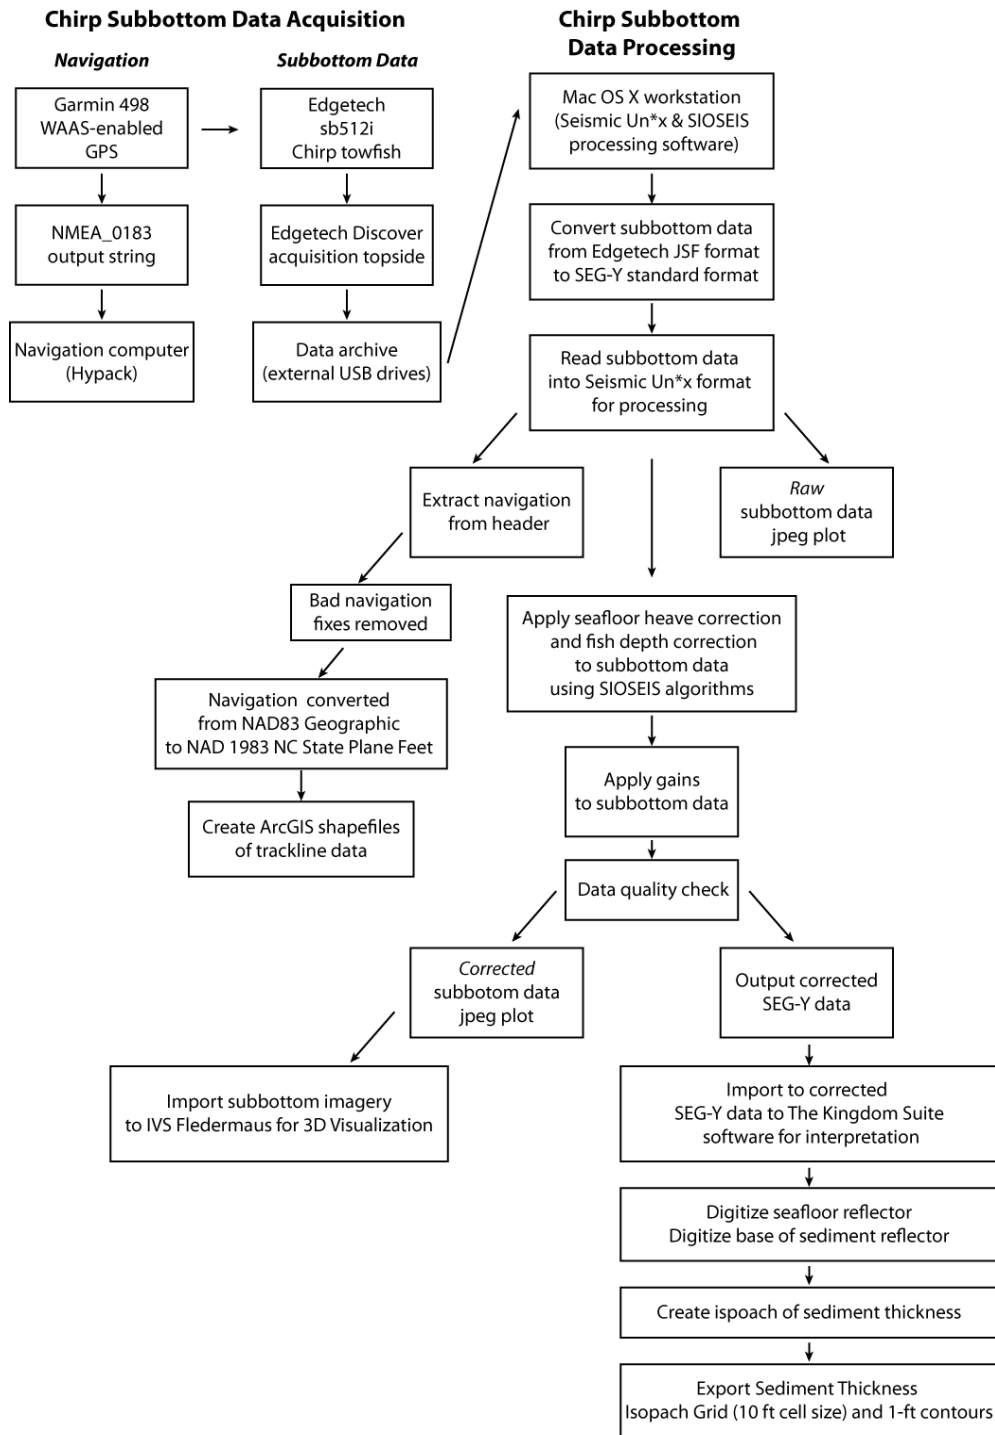 Chirp Subbottom Data Acquisition
Navigation
Garmin 498
WAAS-enabled
GPS
NMEA_0183
output string
Navigation computer
(Hypack)
Subbottom Data
Edgetech
sb512i
Chirp towfish
Edgetech Discover
acquisition topside
Data archive
(external USB drives)
Chirp Subbottom
Data Processing
Mac OS X workstation
(Seismic Un*x & SIOSEIS
processing software)
Convert subbottom data
from Edgetech JSF format
to SEG-Y standard format
Read subbottom data
into Seismic Un*x format
for processing
Extract navigation
from header
Raw
subbottom data
jpeg plot
Bad navigation
fixes removed
Navigation converted
from NAD83 Geographic
to NAD 1983 NC State Plane Feet
Create ArcGIS shapefiles
of trackline data
Apply seafloor heave correction
and fish depth correction
to subbottom data
using SIOSEIS algorithms
Apply gains
to subbottom data
Data quality check
Corrected
subbotom data
jpeg plot
Import subbottom imagery
to IVS Fledermaus for 3D Visualization
Output corrected
SEG-Y data
Import to corrected
SEG-Y data to The Kingdom Suite
software for interpretation
Digitize seafloor reflector
Digitize base of sediment reflector
Create ispoach of sediment thickness
Export Sediment Thickness
Isopach Grid (10 ft cell size) and 1-ft contours